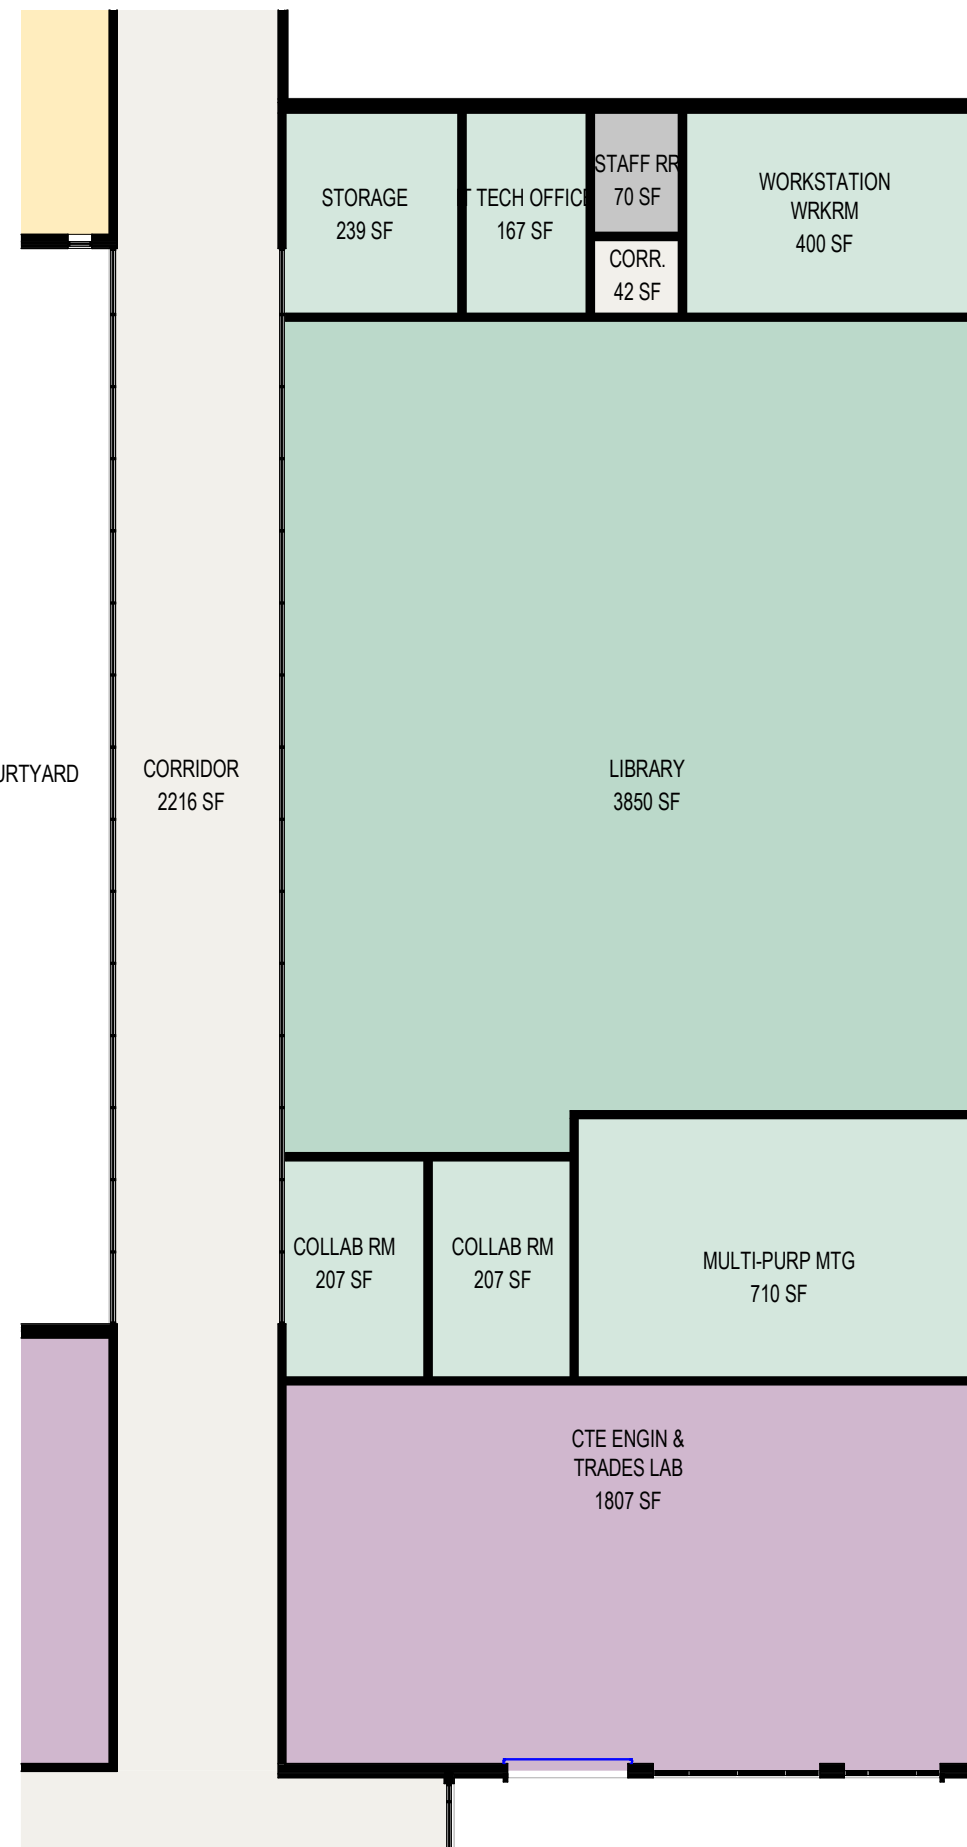 STORAGE
239 SF
TECH OFFICE
167 SF
STAFF RR
70 SF
CORR.
42 SF
WORKSTATION
WRKRM
400 SF
CORRIDOR
2216 SF
LIBRARY
3850 SF
COLLAB RM
207 SF
COLLAB RM
207 SF
MULTI-PURP MTG
710 SF
CTE ENGIN &
TRADES LAB
1807 SF